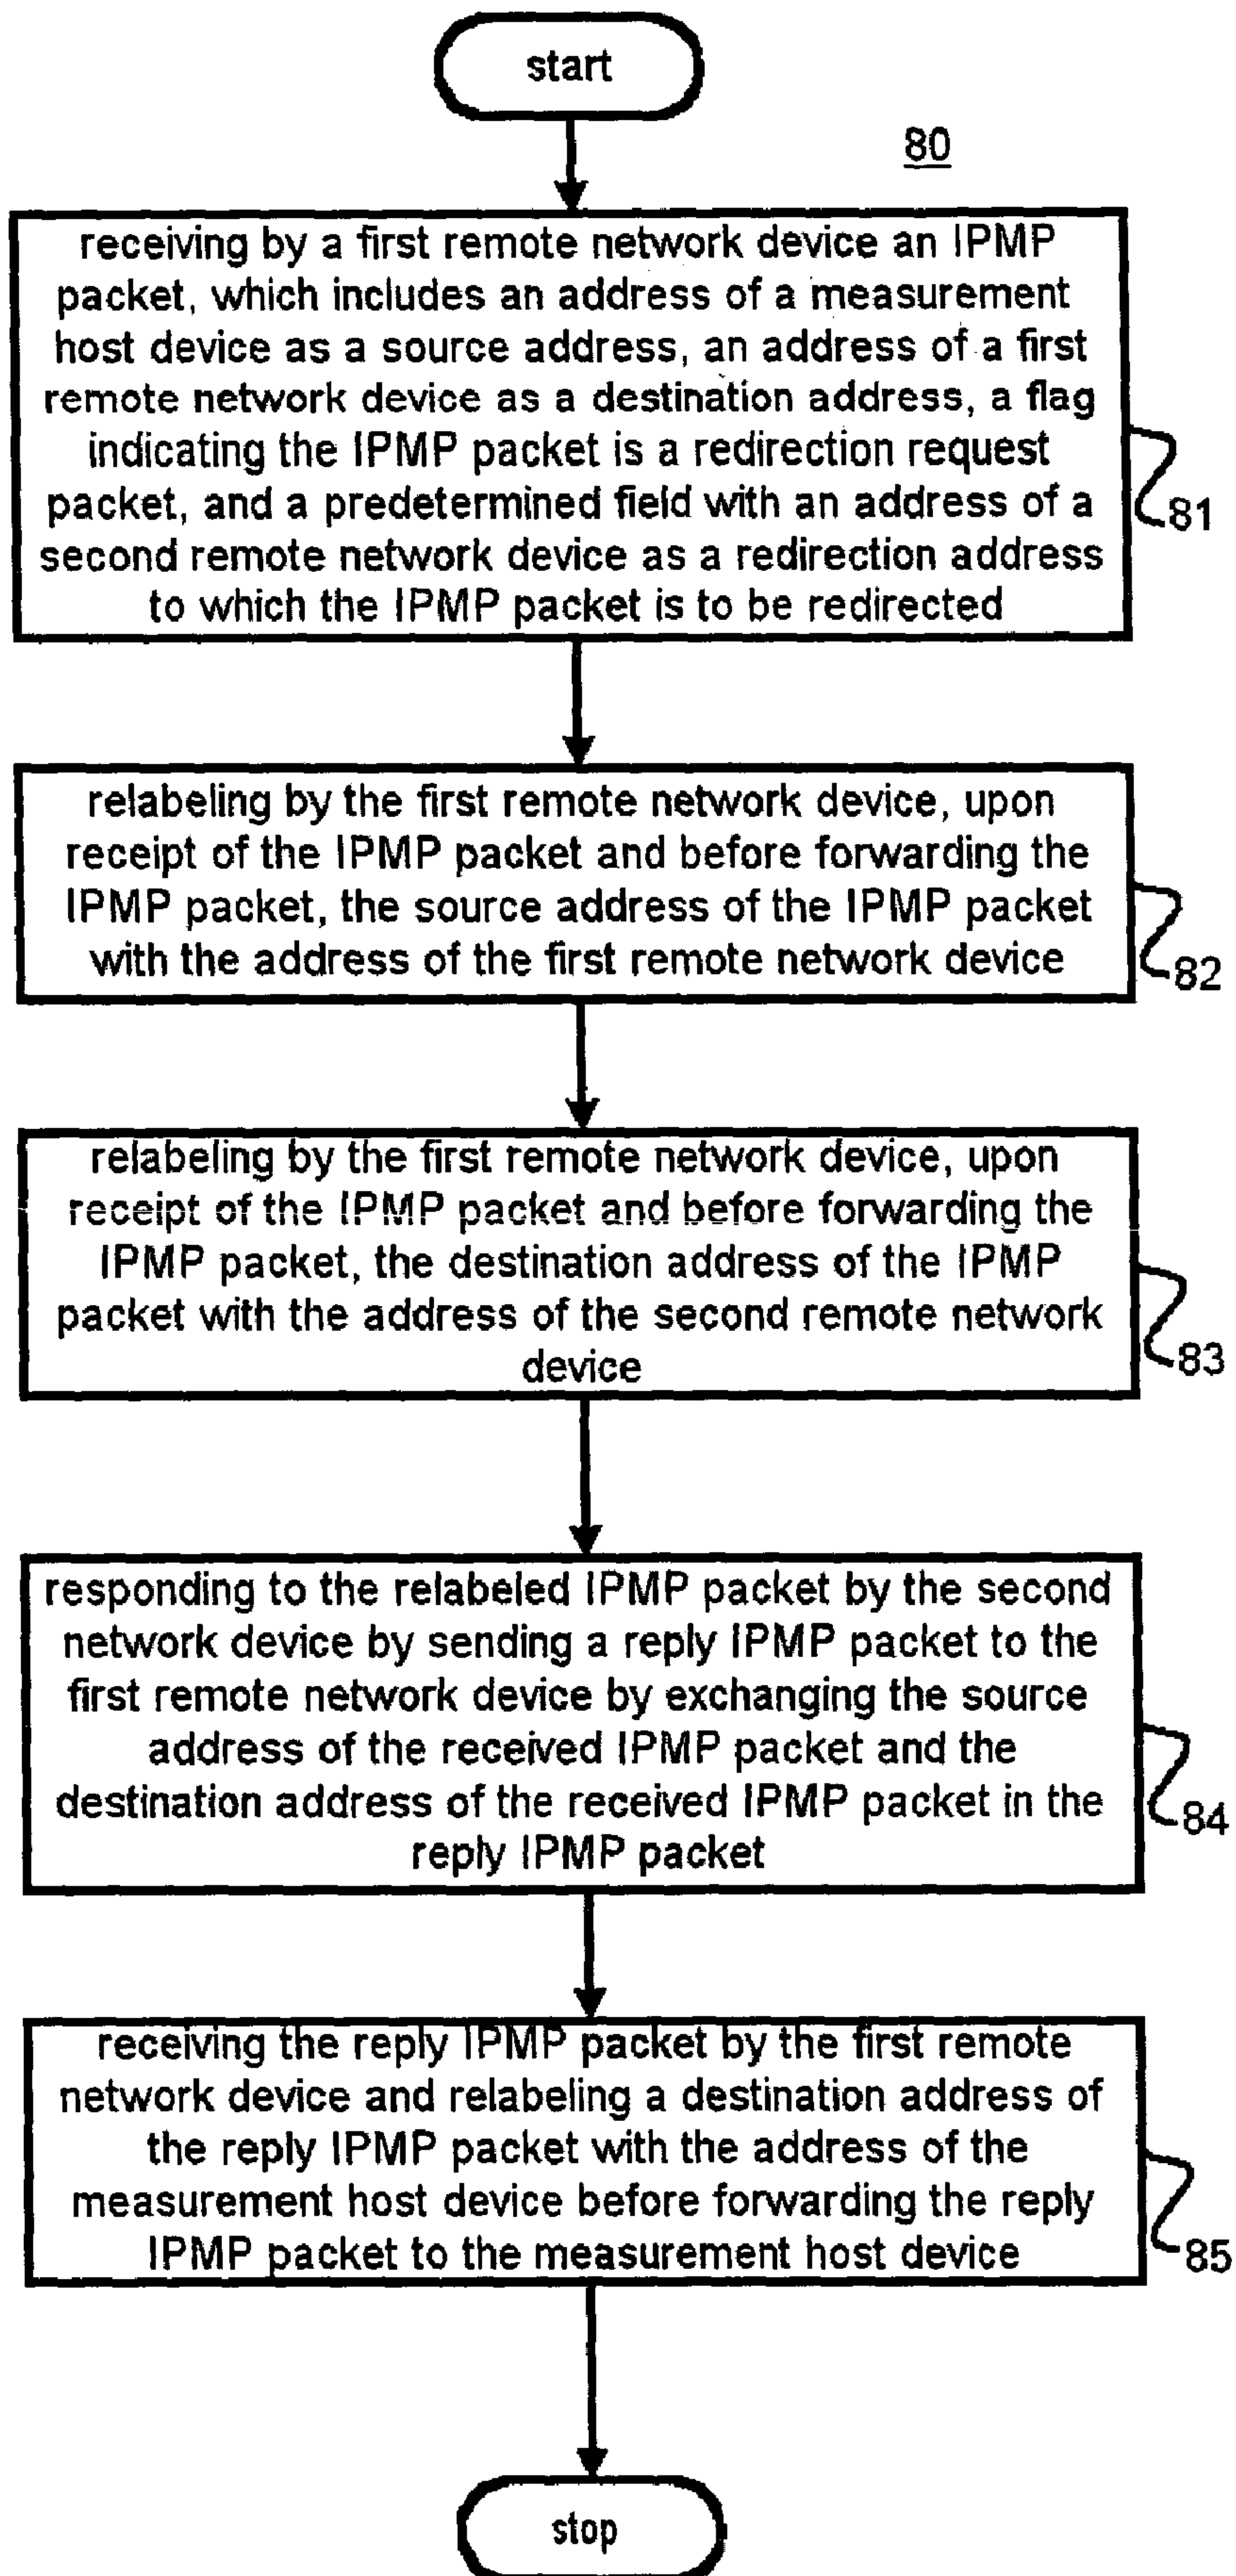 start
80
receiving by a first remote network device an IPMP
packet, which includes an address of a measurement
host device as a source address, an address of a first
remote network device as a destination address, a flag
indicating the IPMP packet is a redirection request
packet, and a predetermined field with an address of a
second remote network device as a redirection address
to which the IPMP packet is to be redirected
81
relabeling by the first remote network device, upon
receipt of the IPMP packet and before forwarding the
IPMP packet, the source address of the IPMP packet
with the address of the first remote network device
82
relabeling by the first remote network device, upon
receipt of the IPMP packet and before forwarding the
IPMP packet, the destination address of the IPMP
packet with the address of the second remote network
device
83
responding to the relabeled IPMP packet by the second
network device by sending a reply IPMP packet to the
first remote network device by exchanging the source
address of the received IPMP packet and the
destination address of the received IPMP packet in the
reply IPMP packet
84
receiving the reply IPMP packet by the first remote
network device and relabeling a destination address of
the reply IPMP packet with the address of the
measurement host device before forwarding the reply
IPMP packet to the measurement host device
85
stop